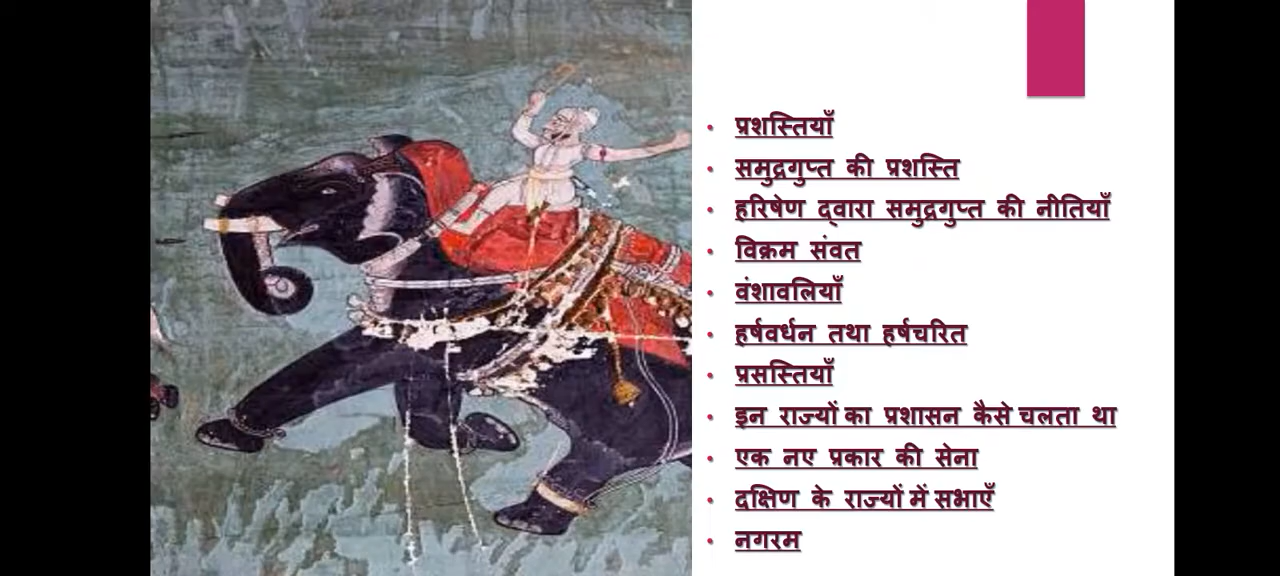 • प्रशस्तियाँ
• समुद्रगुप्त की प्रशस्ति
• हरिषेण द्वारा समुद्रगुप्त की नीतियाँ
• विक्रम संवत
• वंशावलियाँ
• हर्षवर्धन तथा हर्षचरित
• प्रसस्तियाँ
• इन राज्यों का प्रशासन कैसे चलता था
• एक नए प्रकार की सेना
• दक्षिण के राज्यों में सभाएँ
• नगरम